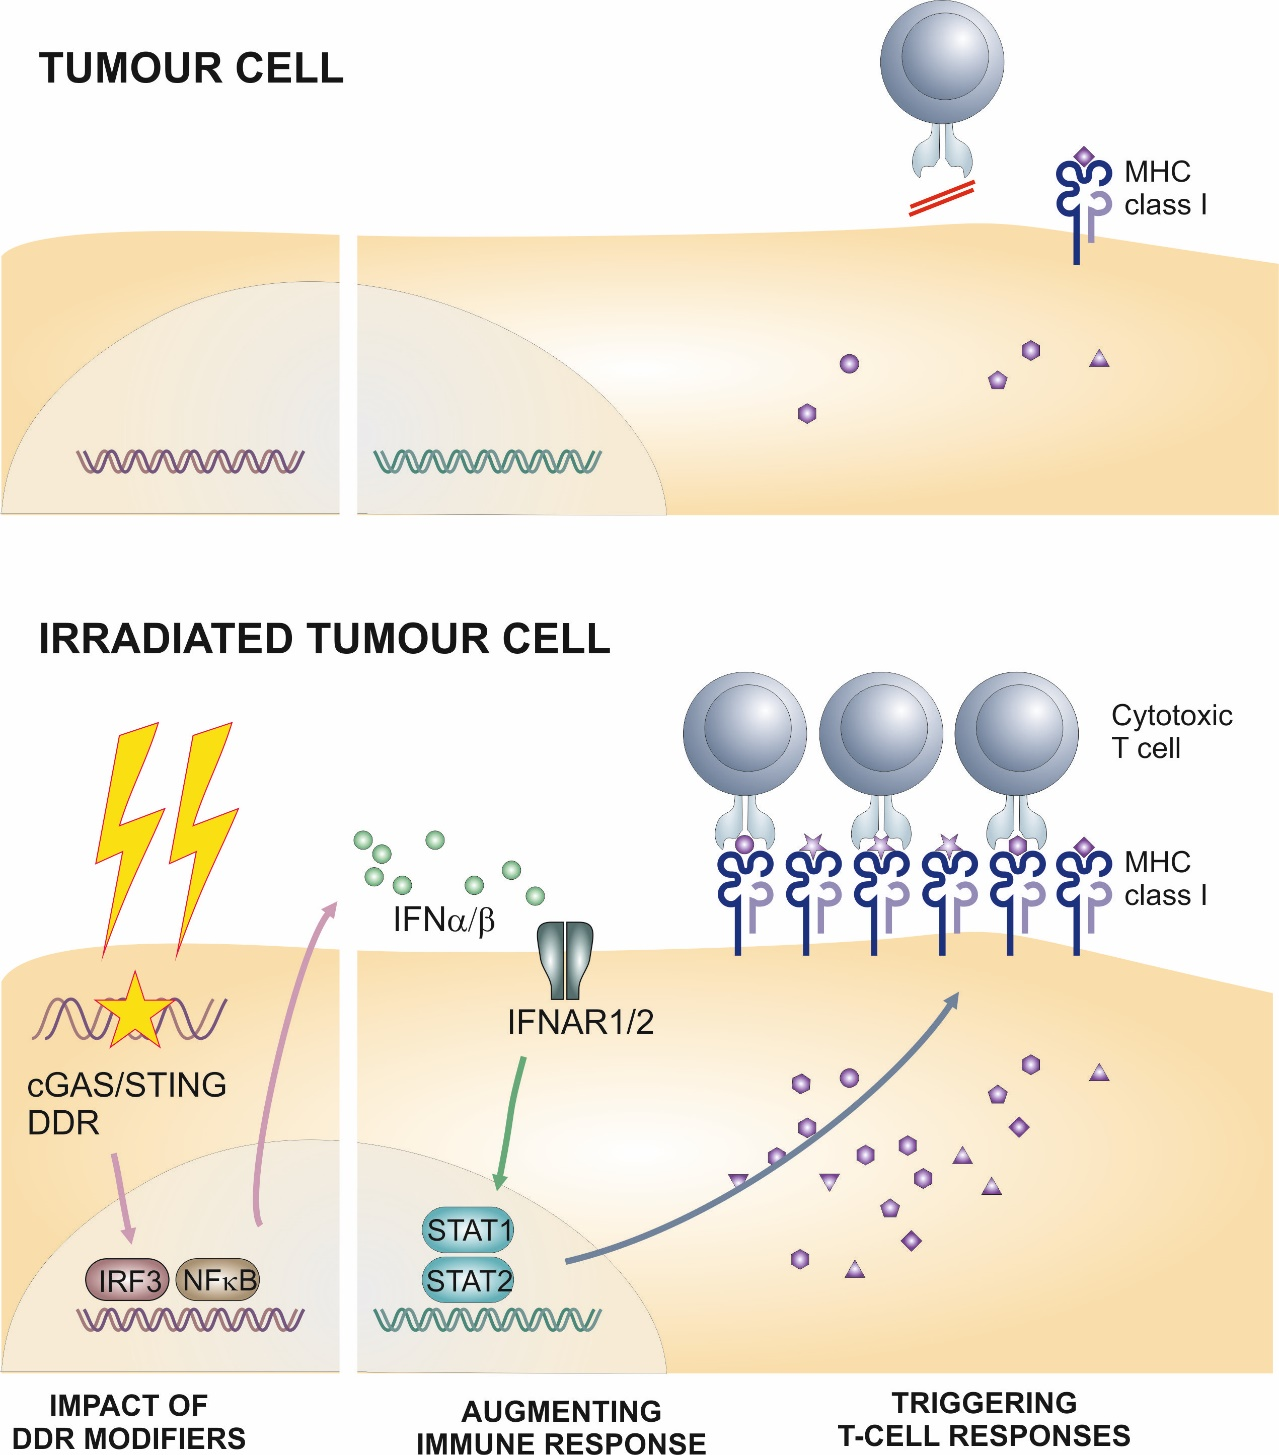 TUMOUR CELL
MHC
class I
IRRADIATED TUMOUR CELL
Cytotoxic
T cell
MHC
class I
IFNα/β
IFNAR1/2
cGAS/STING
DDR
STAT1
STAT2
IRF3
NFκB
IMPACT OF
DDR MODIFIERS
AUGMENTING
IMMUNE RESPONSE
TRIGGERING
T-CELL RESPONSES